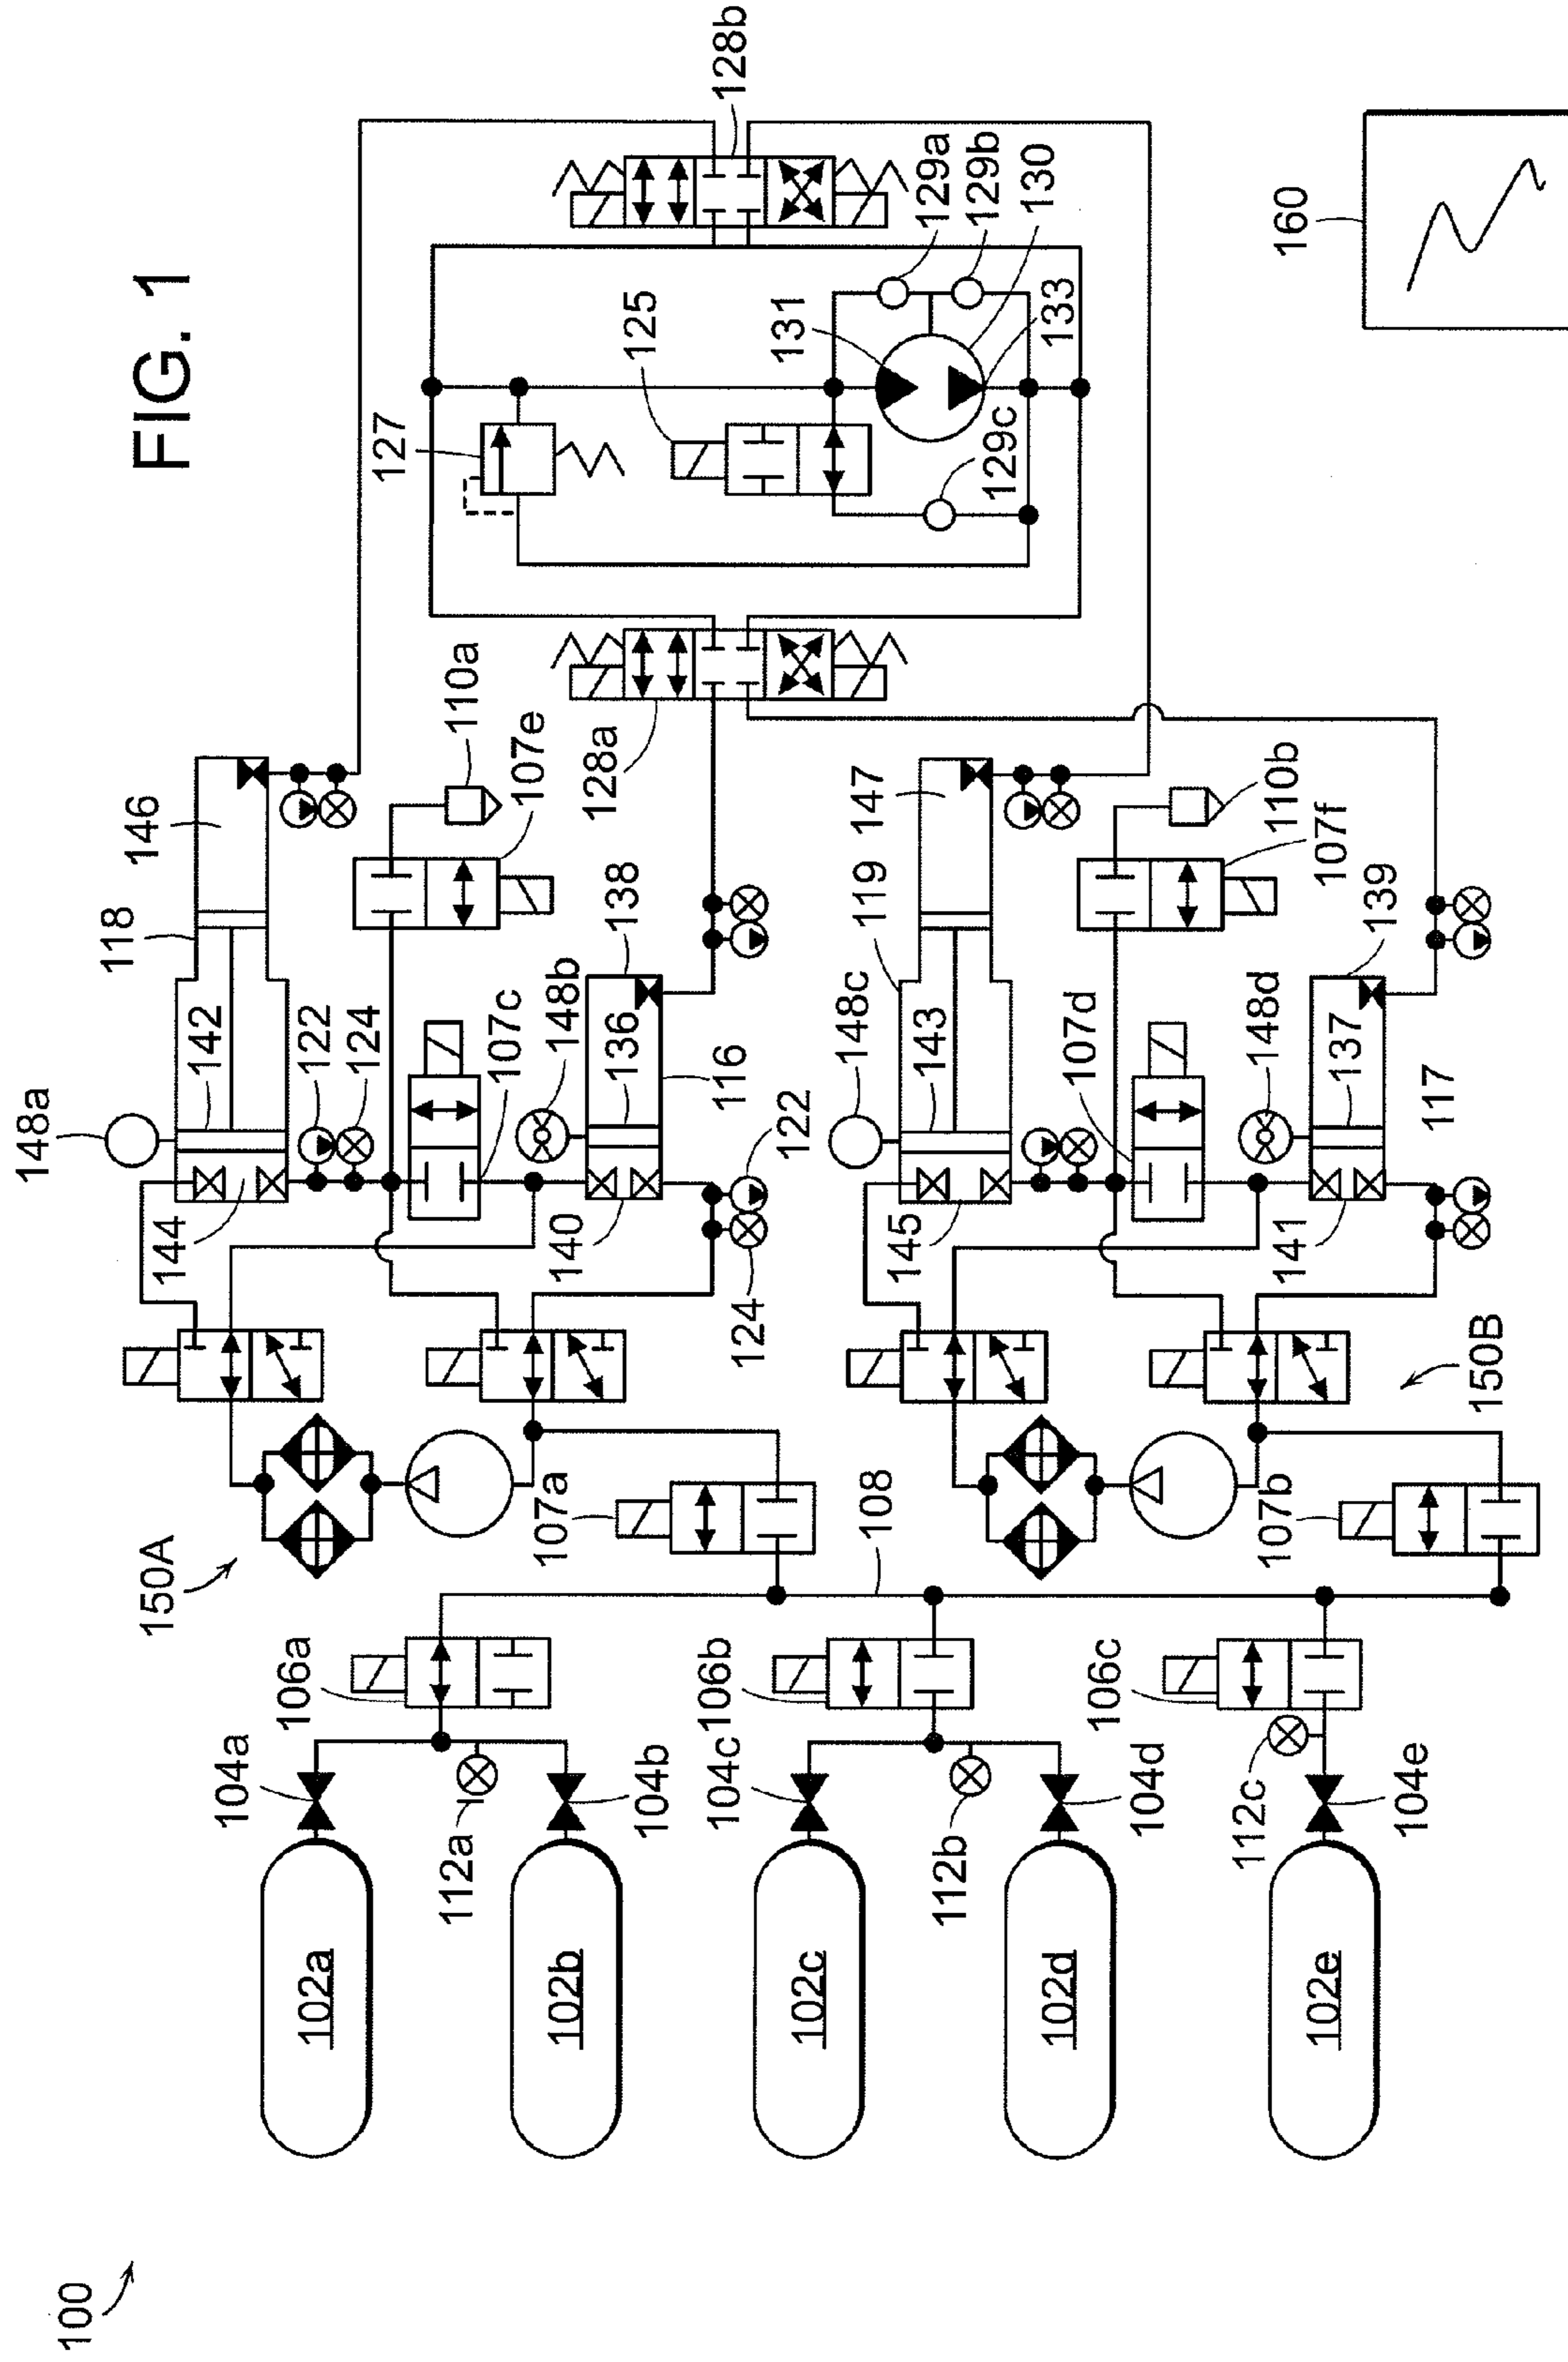 FIG. 1
100
102a
102b
102c
102d
102e
104a
104b
104c
104d
104e
112a
112b
112c
106a
106b
106c
108
150A
150B
107a
107b
144
142
118
146
148a
122
124
107c
107e
110a
148b
140
136
138
116
122
124
145
143
119
147
148c
107d
107f
110b
148d
141
137
139
117
128a
127
125
131
129c
133
130
129a
129b
128b
160